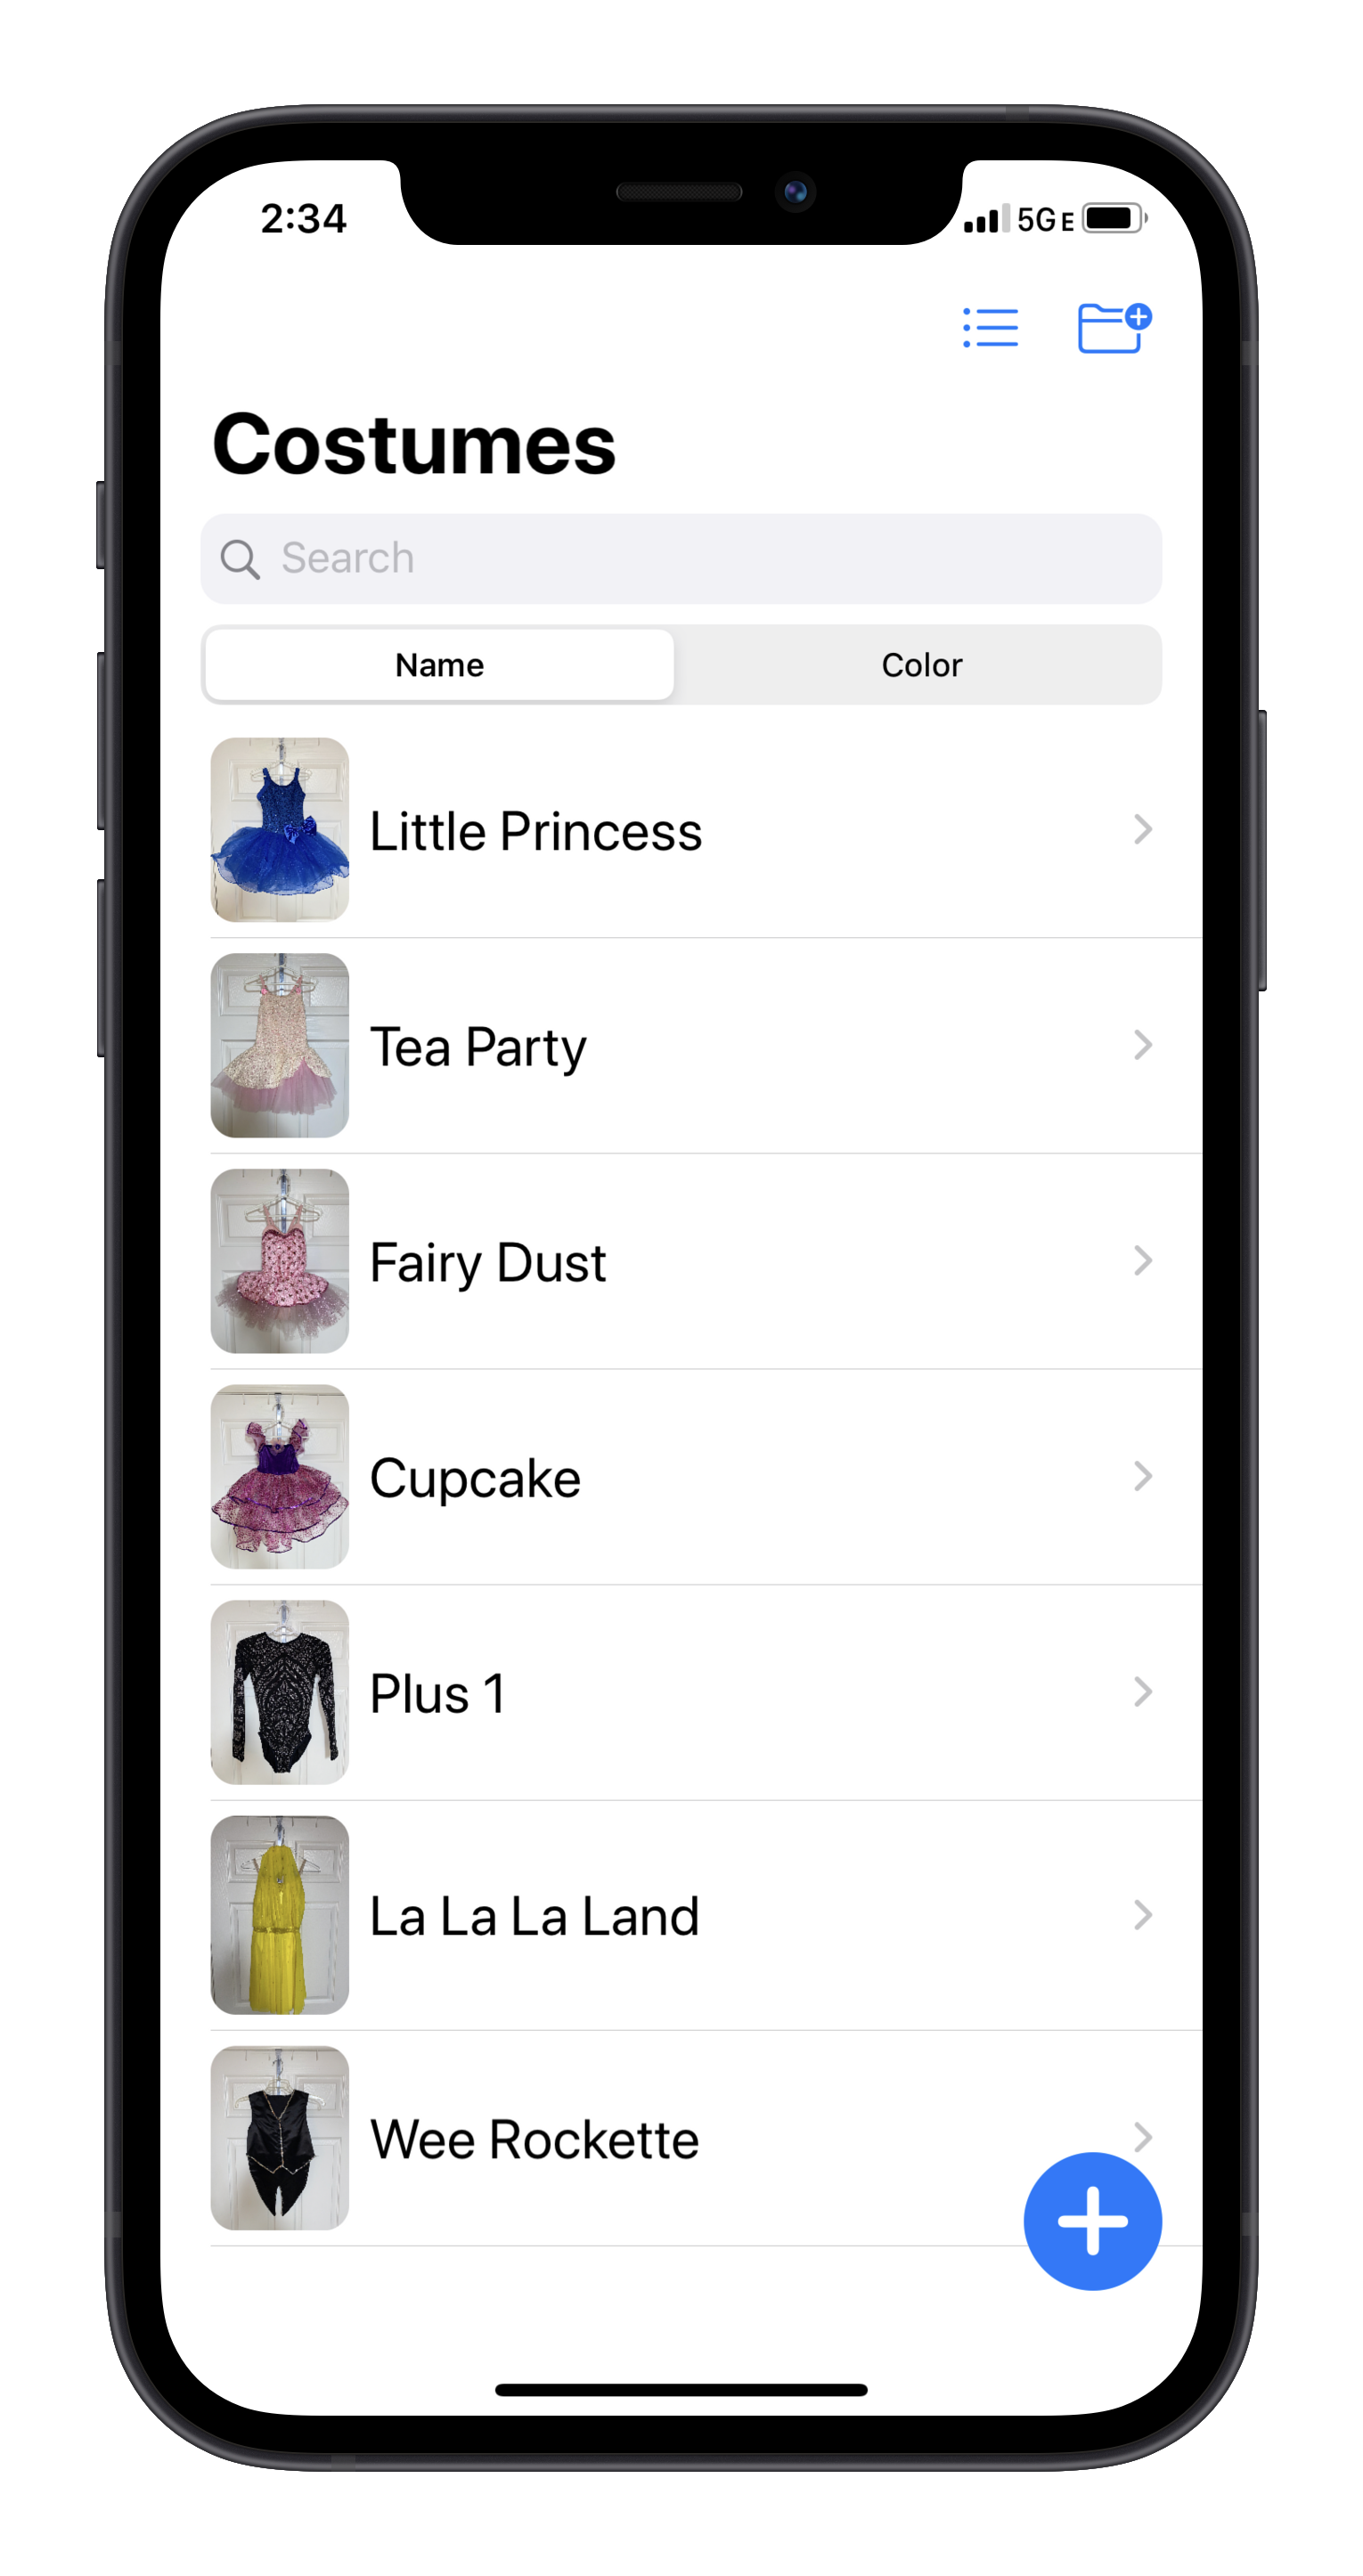 2:34
5G E
Costumes
Search
Name
Color
Little Princess
Tea Party
Fairy Dust
Cupcake
Plus 1
La La La Land
Wee Rockette